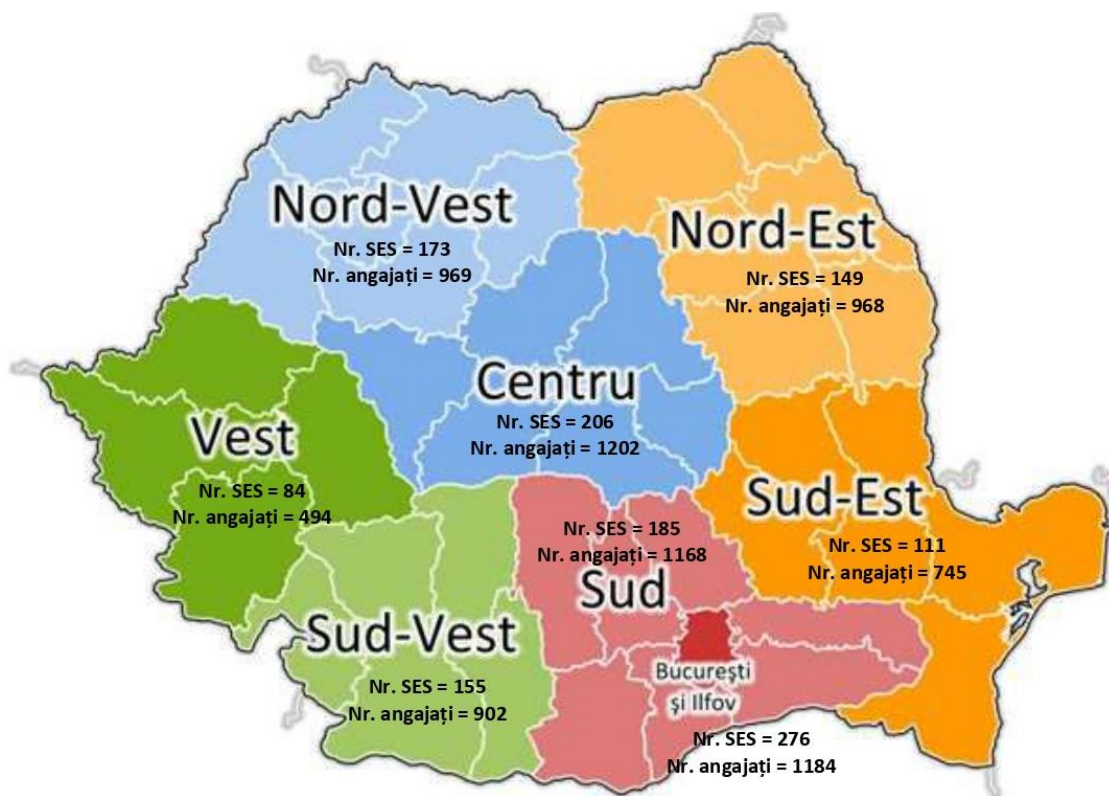 Nord-Vest
Nr. SES = 173
Nr. angajați = 969
Nord-Est
Nr. SES = 149
Nr. angajați = 968
Centru
Nr. SES = 206
Nr. angajați = 1202
Vest
Nr. SES = 84
Nr. angajați = 494
Sud-Est
Nr. SES = 111
Nr. angajați = 745
Nr. SES = 185
Nr. angajați = 1168
Sud
Sud-Vest
Nr. SES = 155
Nr. angajați = 902
București
și Ilfov
Nr. SES = 276
Nr. angajați = 1184